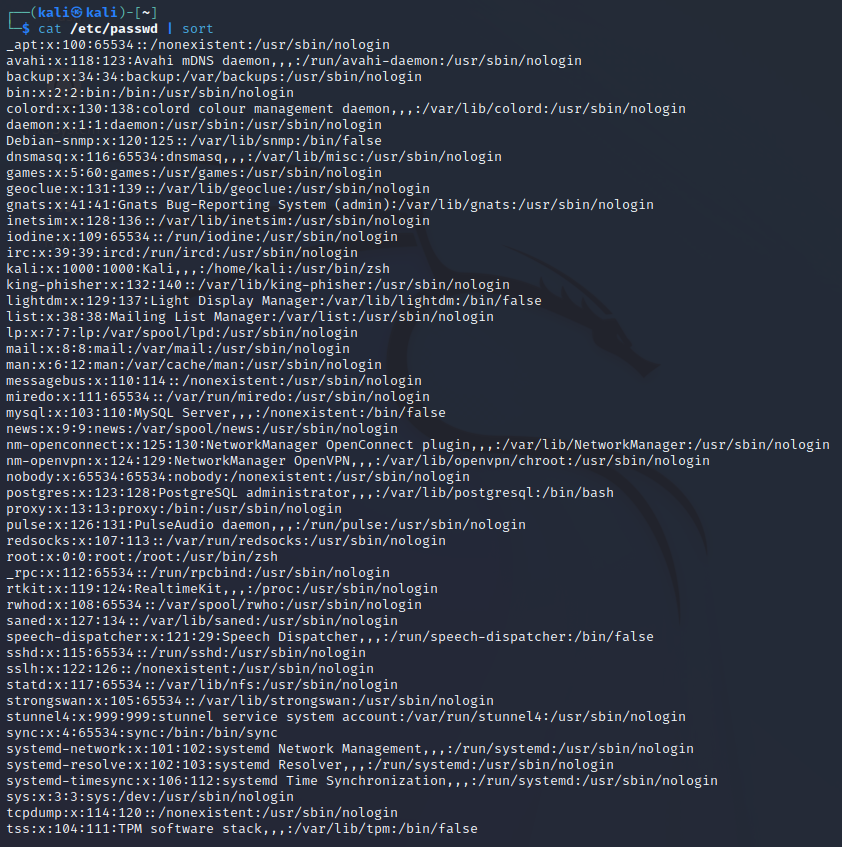 ┌──(kali㉿kali)-[~]
└─$ cat /etc/passwd | sort
_apt:x:100:65534::/nonexistent:/usr/sbin/nologin
avahi:x:118:123:Avahi mDNS daemon,,,:/run/avahi-daemon:/usr/sbin/nologin
backup:x:34:34:backup:/var/backups:/usr/sbin/nologin
bin:x:2:2:bin:/bin:/usr/sbin/nologin
colord:x:130:138:colord colour management daemon,,,:/var/lib/colord:/usr/sbin/nologin
daemon:x:1:1:daemon:/usr/sbin:/usr/sbin/nologin
Debian-snmp:x:120:125::/var/lib/snmp:/bin/false
dnsmasq:x:116:65534:dnsmasq,,,:/var/lib/misc:/usr/sbin/nologin
games:x:5:60:games:/usr/games:/usr/sbin/nologin
geoclue:x:131:139::/var/lib/geoclue:/usr/sbin/nologin
gnats:x:41:41:Gnats Bug-Reporting System (admin):/var/lib/gnats:/usr/sbin/nologin
inetsim:x:128:136::/var/lib/inetsim:/usr/sbin/nologin
iodine:x:109:65534::/run/iodine:/usr/sbin/nologin
irc:x:39:39:ircd:/run/ircd:/usr/sbin/nologin
kali:x:1000:1000:Kali,,,:/home/kali:/usr/bin/zsh
king-phisher:x:132:140::/var/lib/king-phisher:/usr/sbin/nologin
lightdm:x:129:137:Light Display Manager:/var/lib/lightdm:/bin/false
list:x:38:38:Mailing List Manager:/var/list:/usr/sbin/nologin
lp:x:7:7:lp:/var/spool/lpd:/usr/sbin/nologin
mail:x:8:8:mail:/var/mail:/usr/sbin/nologin
man:x:6:12:man:/var/cache/man:/usr/sbin/nologin
messagebus:x:110:114::/nonexistent:/usr/sbin/nologin
miredo:x:111:65534::/var/run/miredo:/usr/sbin/nologin
mysql:x:103:110:MySQL Server,,,:/nonexistent:/bin/false
news:x:9:9:news:/var/spool/news:/usr/sbin/nologin
nm-openconnect:x:125:130:NetworkManager OpenConnect plugin,,,:/var/lib/NetworkManager:/usr/sbin/nologin
nm-openvpn:x:124:129:NetworkManager OpenVPN,,,:/var/lib/openvpn/chroot:/usr/sbin/nologin
nobody:x:65534:65534:nobody:/nonexistent:/usr/sbin/nologin
postgres:x:123:128:PostgreSQL administrator,,,:/var/lib/postgresql:/bin/bash
proxy:x:13:13:proxy:/bin:/usr/sbin/nologin
pulse:x:126:131:PulseAudio daemon,,,:/run/pulse:/usr/sbin/nologin
redsocks:x:107:113::/var/run/redsocks:/usr/sbin/nologin
root:x:0:0:root:/root:/usr/bin/zsh
_rpc:x:112:65534::/run/rpcbind:/usr/sbin/nologin
rtkit:x:119:124:RealtimeKit,,,:/proc:/usr/sbin/nologin
rwhod:x:108:65534::/var/spool/rwho:/usr/sbin/nologin
saned:x:127:134::/var/lib/saned:/usr/sbin/nologin
speech-dispatcher:x:121:29:Speech Dispatcher,,,:/run/speech-dispatcher:/bin/false
sshd:x:115:65534::/run/sshd:/usr/sbin/nologin
sslh:x:122:126::/nonexistent:/usr/sbin/nologin
statd:x:117:65534::/var/lib/nfs:/usr/sbin/nologin
strongswan:x:105:65534::/var/lib/strongswan:/usr/sbin/nologin
stunnel4:x:999:999:stunnel service system account:/var/run/stunnel4:/usr/sbin/nologin
sync:x:4:65534:sync:/bin:/bin/sync
systemd-network:x:101:102:systemd Network Management,,,:/run/systemd:/usr/sbin/nologin
systemd-resolve:x:102:103:systemd Resolver,,,:/run/systemd:/usr/sbin/nologin
systemd-timesync:x:106:112:systemd Time Synchronization,,,:/run/systemd:/usr/sbin/nologin
sys:x:3:3:sys:/dev:/usr/sbin/nologin
tcpdump:x:114:120::/nonexistent:/usr/sbin/nologin
tss:x:104:111:TPM software stack,,,:/var/lib/tpm:/bin/false